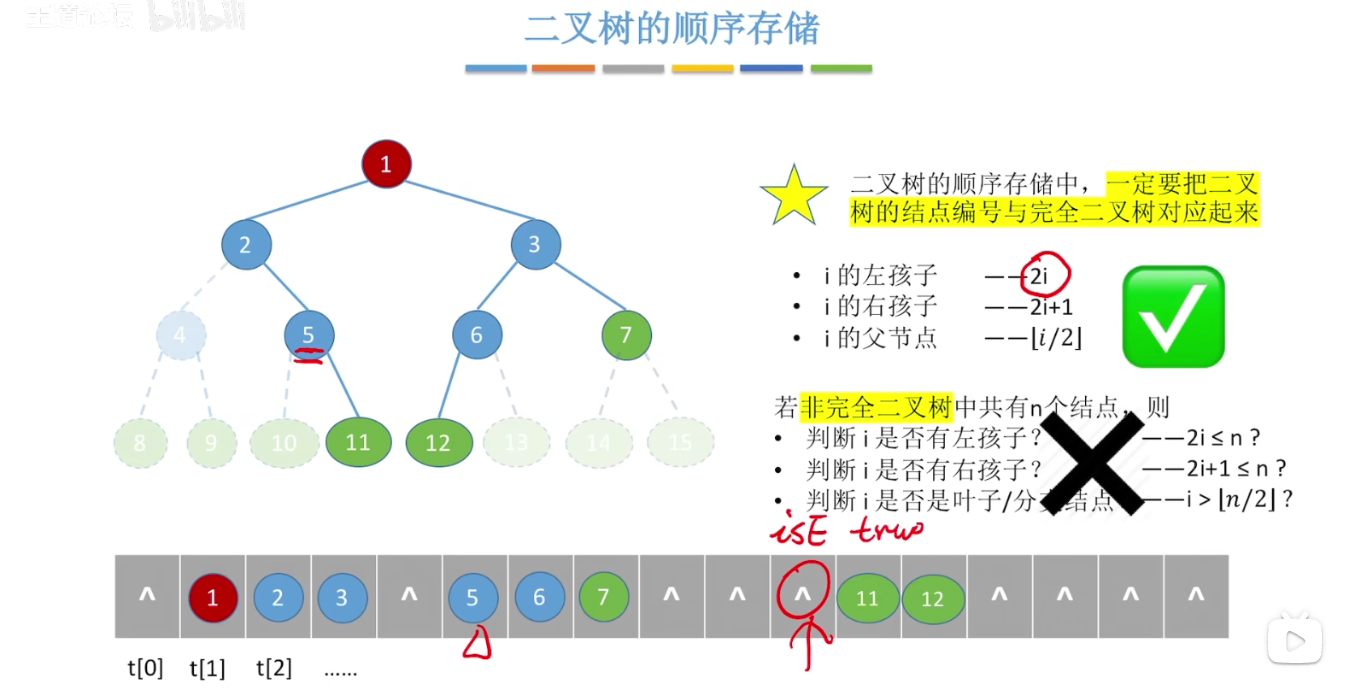 bilibili
二叉树的顺序存储
1
2 3
4 5 6 7
8 9 10 11 12 13 14 15
二叉树的顺序存储中，一定要把二叉
树的结点编号与完全二叉树对应起来
• i 的左孩子 ——2i
• i 的右孩子 ——2i+1
• i 的父节点 ——⌊i/2⌋
若非完全二叉树中共有n个结点，则
• 判断 i 是否有左孩子？ ——2i ≤ n ?
• 判断 i 是否有右孩子？ ——2i+1 ≤ n ?
• 判断 i 是否是叶子/分支结点？ ——i > ⌊n/2⌋ ?
isE true
^ 1 2 3 ^ 5 6 7 ^ ^ ^ 11 12 ^ ^ ^ ^
t[0] t[1] t[2] ......